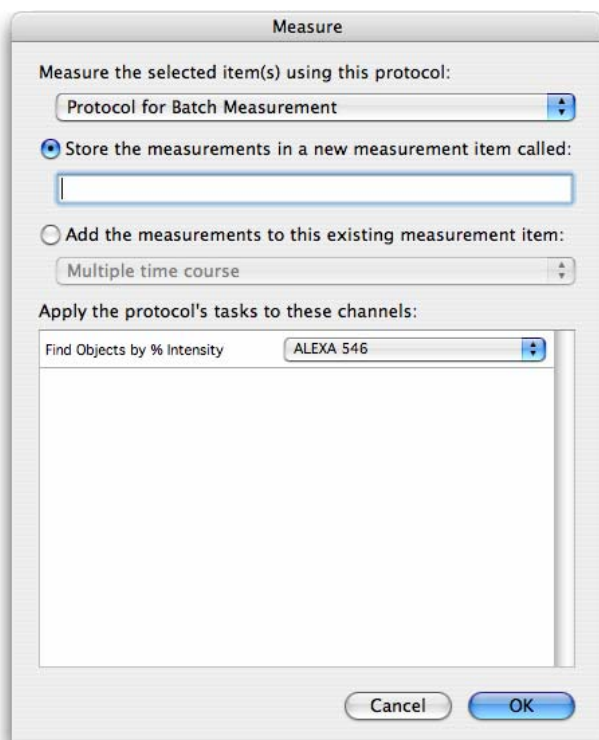 Measure
Measure the selected item(s) using this protocol:
Protocol for Batch Measurement
Store the measurements in a new measurement item called:
Add the measurements to this existing measurement item:
Multiple time course
Apply the protocol's tasks to these channels:
Find Objects by % Intensity ALEXA 546
Cancel OK